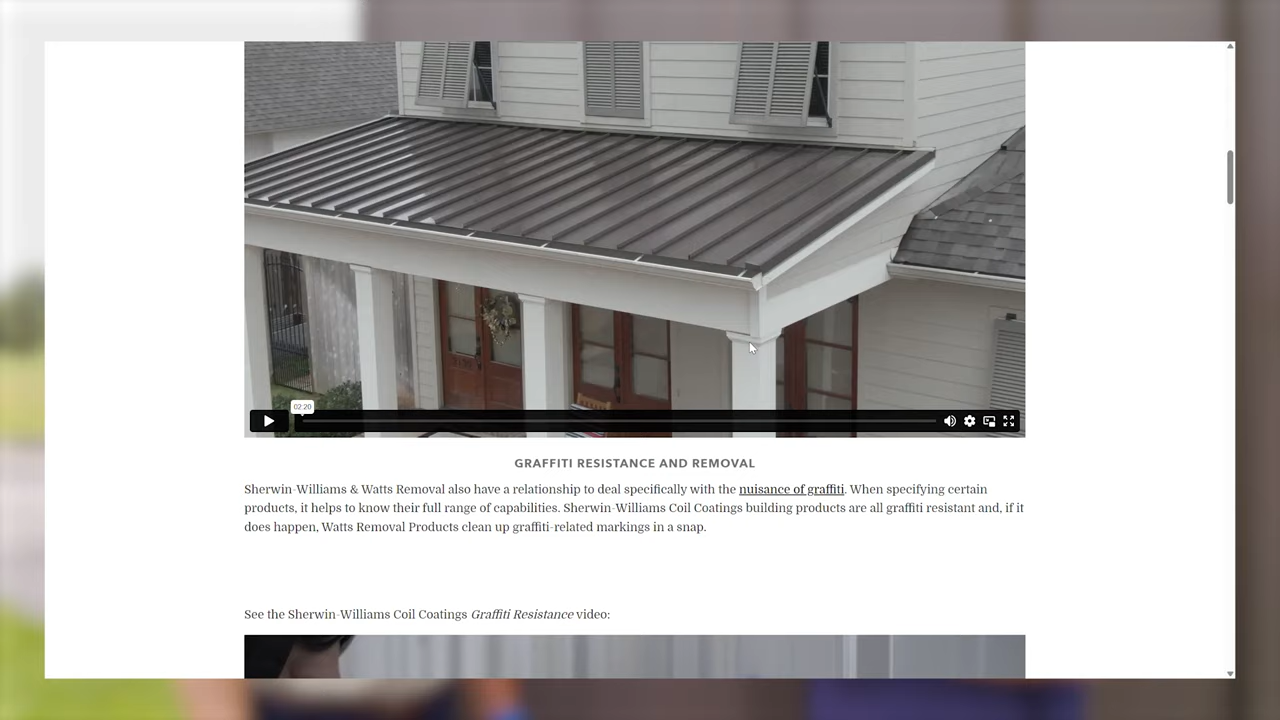 02:20
GRAFFITI RESISTANCE AND REMOVAL
Sherwin-Williams & Watts Removal also have a relationship to deal specifically with the nuisance of graffiti. When specifying certain
products, it helps to know their full range of capabilities. Sherwin-Williams Coil Coatings building products are all graffiti resistant and, if it
does happen, Watts Removal Products clean up graffiti-related markings in a snap.
See the Sherwin-Williams Coil Coatings Graffiti Resistance video: